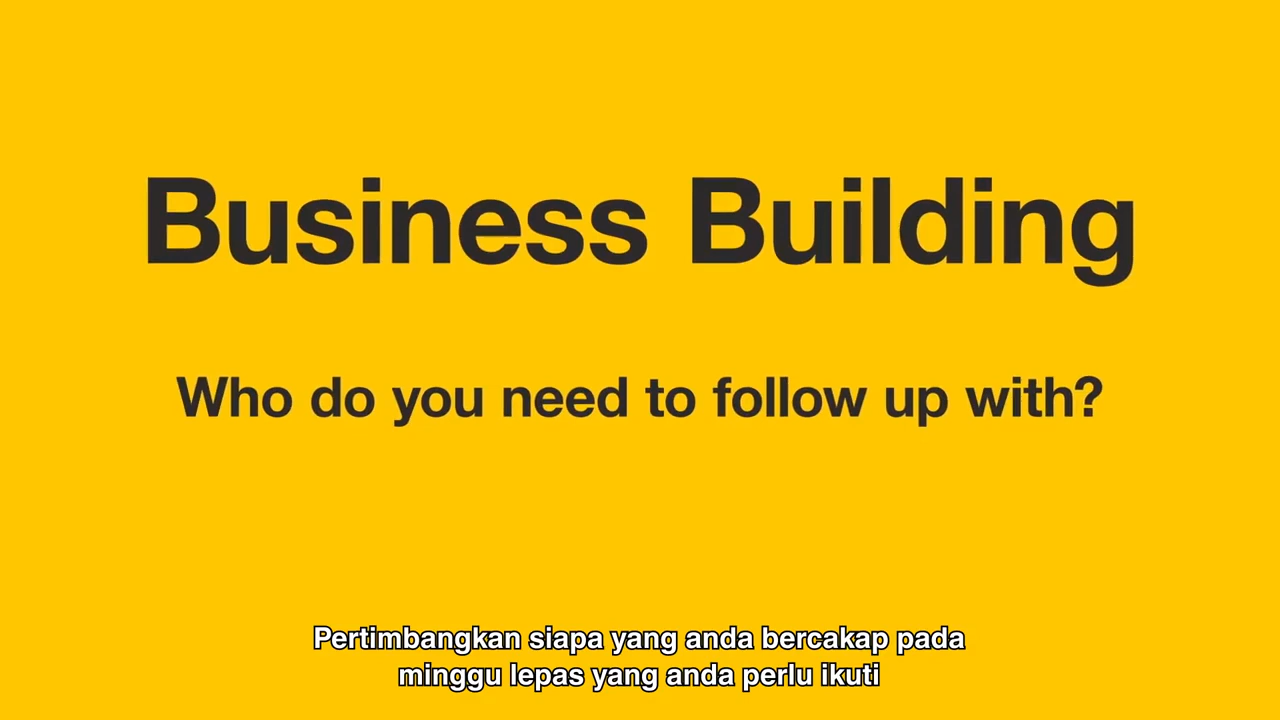 Business Building
Who do you need to follow up with?
Pertimbangkan siapa yang anda bercakap pada
minggu lepas yang anda perlu ikuti